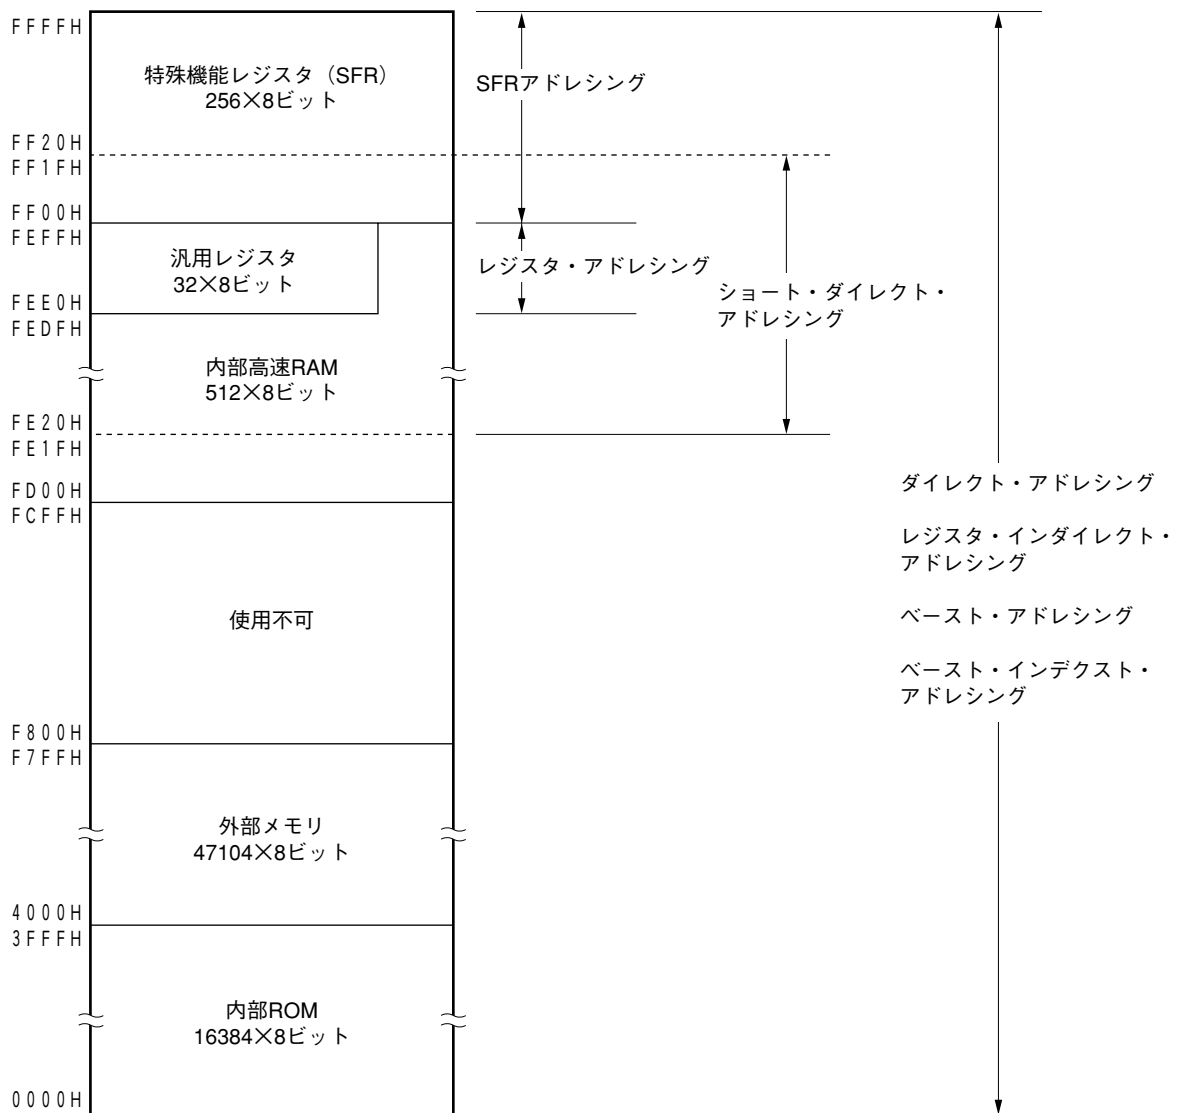 FFFFH
特殊機能レジスタ（SFR）
256×8ビット
SFRアドレシング
FF20H
FF1FH
FF00H
FEFFH
汎用レジスタ
32×8ビット
レジスタ・アドレシング
ショート・ダイレクト・
アドレシング
FEE0H
FEDFH
内部高速RAM
512×8ビット
FE20H
FE1FH
FD00H
FCFFH
ダイレクト・アドレシング
レジスタ・インダイレクト・
アドレシング
ベースト・アドレシング
ベースト・インデクスト・
アドレシング
使用不可
F800H
F7FFH
外部メモリ
47104×8ビット
4000H
3FFFH
内部ROM
16384×8ビット
0000H